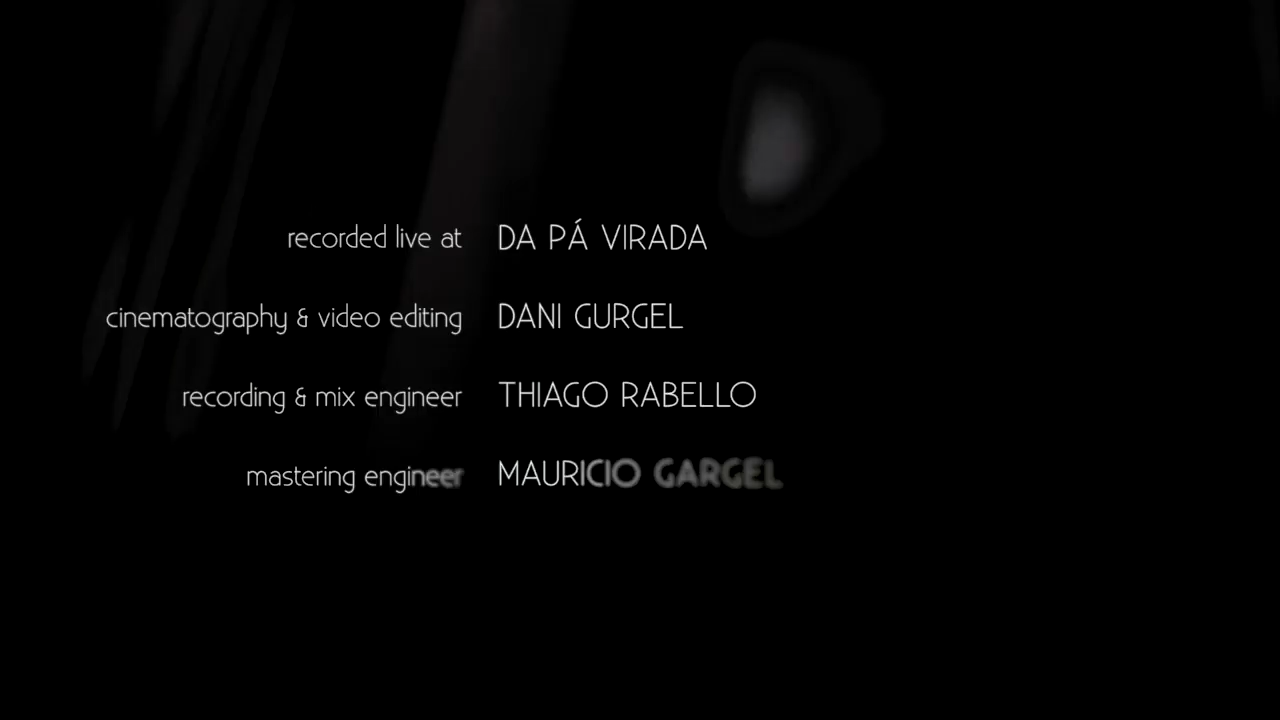 recorded live at DA PÁ VIRADA
cinematography & video editing DANI GURGEL
recording & mix engineer THIAGO RABELLO
mastering engineer MAURICIO GARGEL